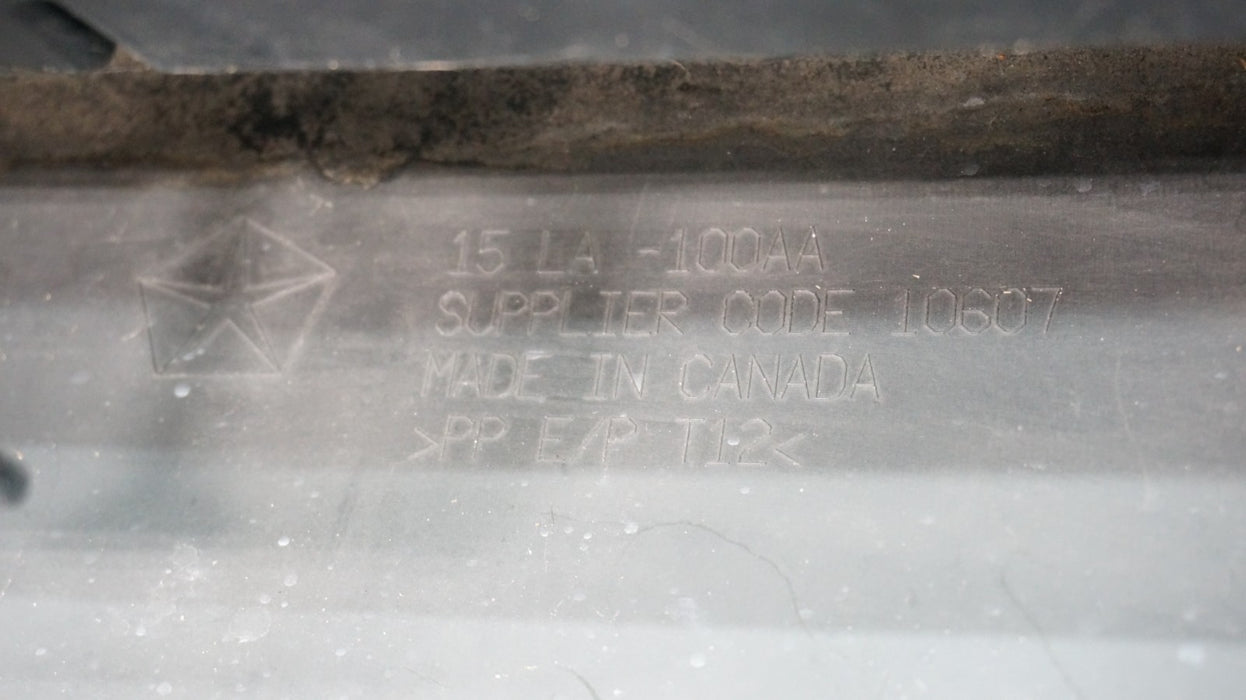 15 LA -100AA
SUPPLIER CODE 10607
MADE IN CANADA
>PP E/P T12<